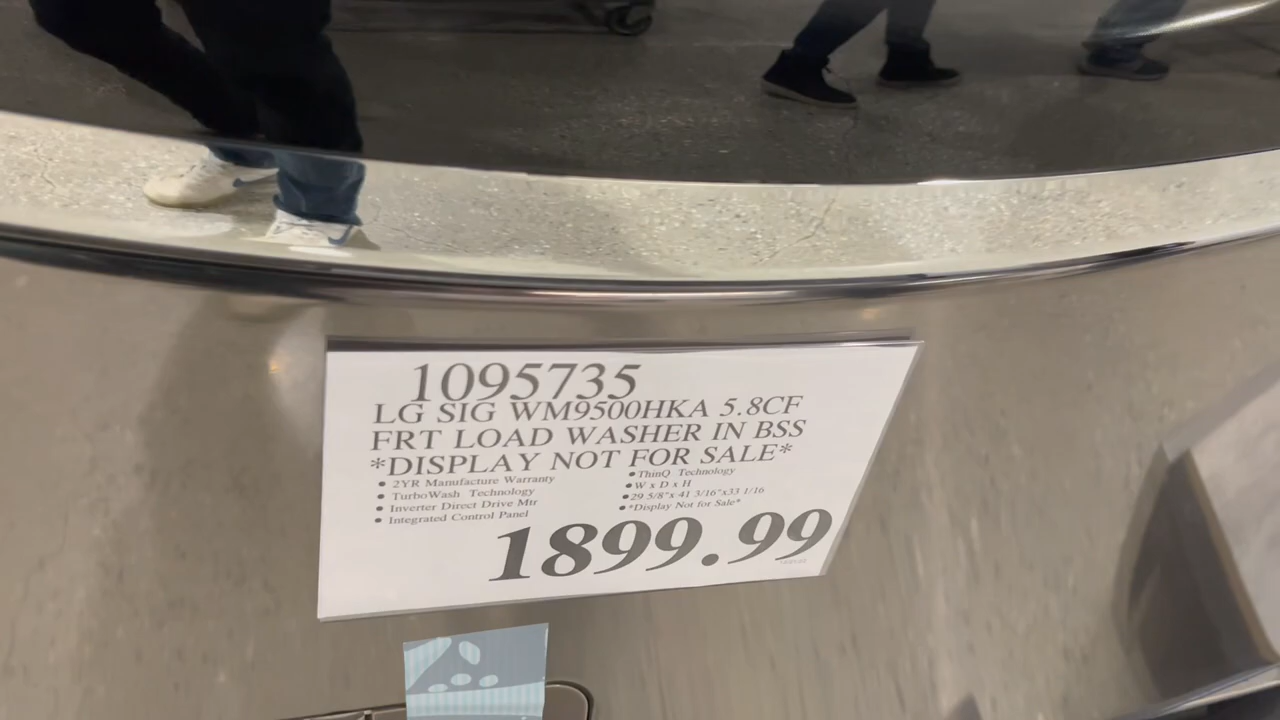 1095735
LG SIG WM9500HKA 5.8CF
FRT LOAD WASHER IN BSS
*DISPLAY NOT FOR SALE*
• 2YR Manufacture Warranty
• TurboWash Technology
• Inverter Direct Drive Mtr
• Integrated Control Panel
• ThinQ Technology
• W x D x H
• 29 5/8"x 41 3/16"x33 1/16
• *Display Not for Sale*
1899.99